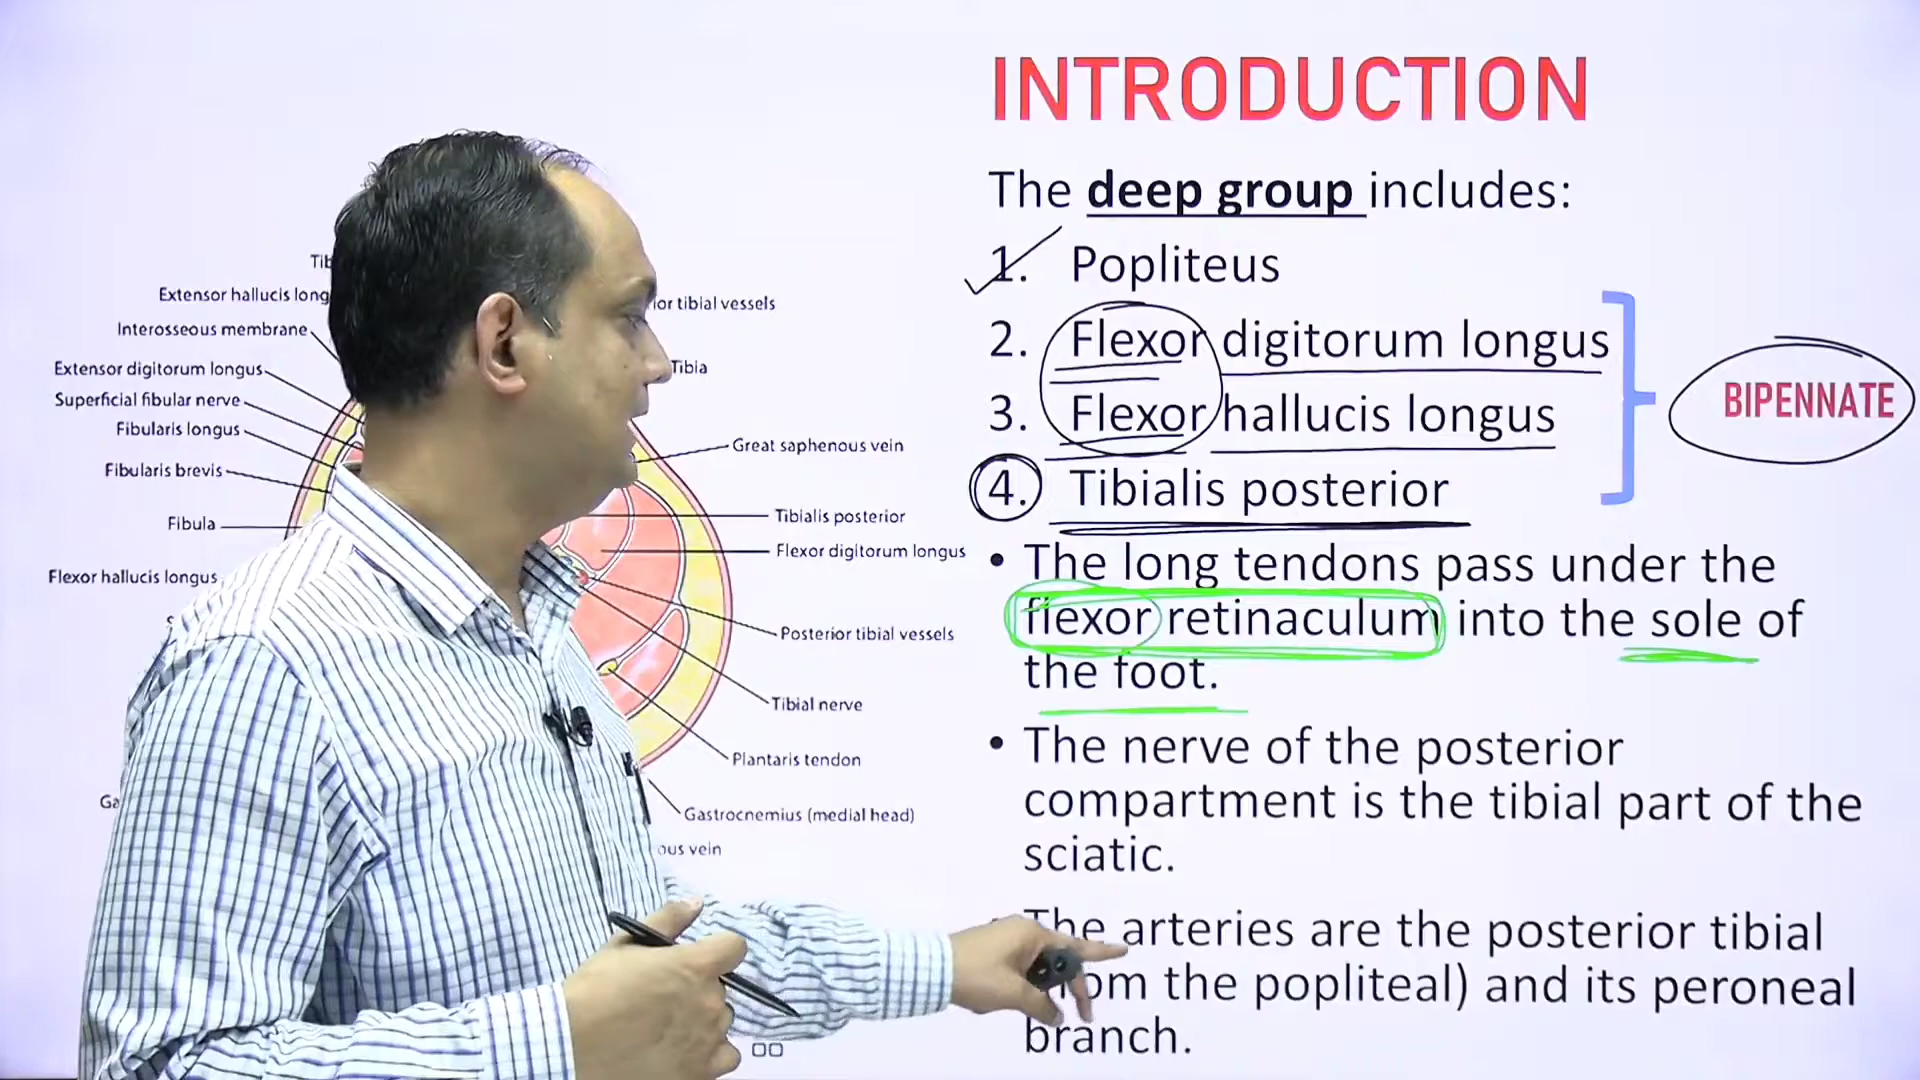 INTRODUCTION
The deep group includes:
1. Popliteus
2. Flexor digitorum longus
3. Flexor hallucis longus
4. Tibialis posterior
BIPENNATE
• The long tendons pass under the
flexor retinaculum into the sole of
the foot.
• The nerve of the posterior
compartment is the tibial part of the
sciatic.
The arteries are the posterior tibial
the popliteal) and its peroneal
branch.
Extensor hallucis long
Interosseous membrane
Extensor digitorum longus
Superficial fibular nerve
Fibularis longus
Fibularis brevis
Fibula
Flexor hallucis longus
tibial vessels
Tibia
Great saphenous vein
Tibialis posterior
Flexor digitorum longus
Posterior tibial vessels
Tibial nerve
Plantaris tendon
Gastrocnemius (medial head)
vein